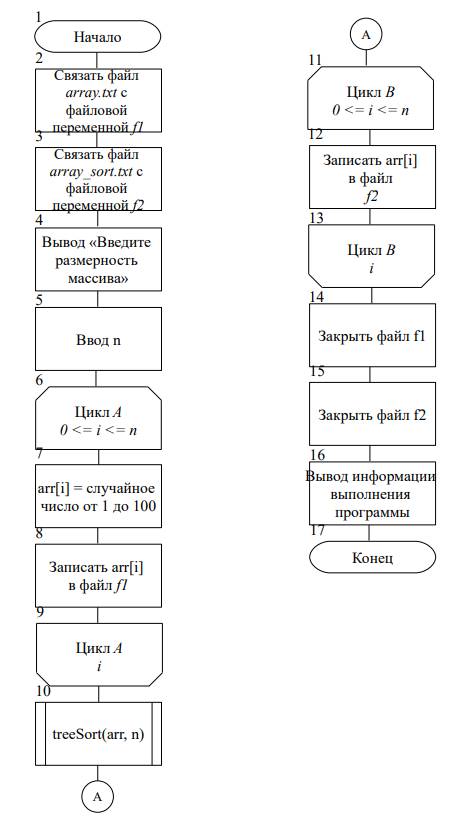 1
Начало
2
Связать файл
array.txt с
файловой
переменной f1
3
Связать файл
array_sort.txt с
файловой
переменной f2
4
Вывод «Введите
размерность
массива»
5
Ввод n
6
Цикл A
0 <= i <= n
7
arr[i] = случайное
число от 1 до 100
8
Записать arr[i]
в файл f1
9
Цикл A
i
10
treeSort(arr, n)
A
A
11
Цикл B
0 <= i <= n
12
Записать arr[i]
в файл
f2
13
Цикл B
i
14
Закрыть файл f1
15
Закрыть файл f2
16
Вывод информации
выполнения
программы
17
Конец